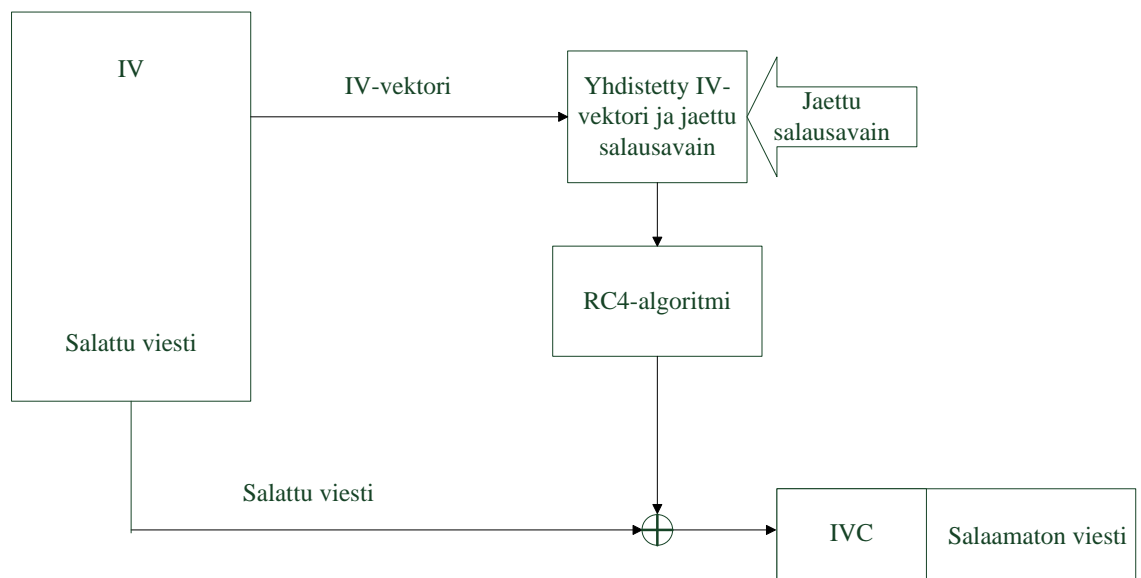 IV
IV-vektori
Yhdistetty IV-
vektori ja jaettu
salausavain
Jaettu
salausavain
RC4-algoritmi
Salattu viesti
Salattu viesti
IVC
Salaamaton viesti